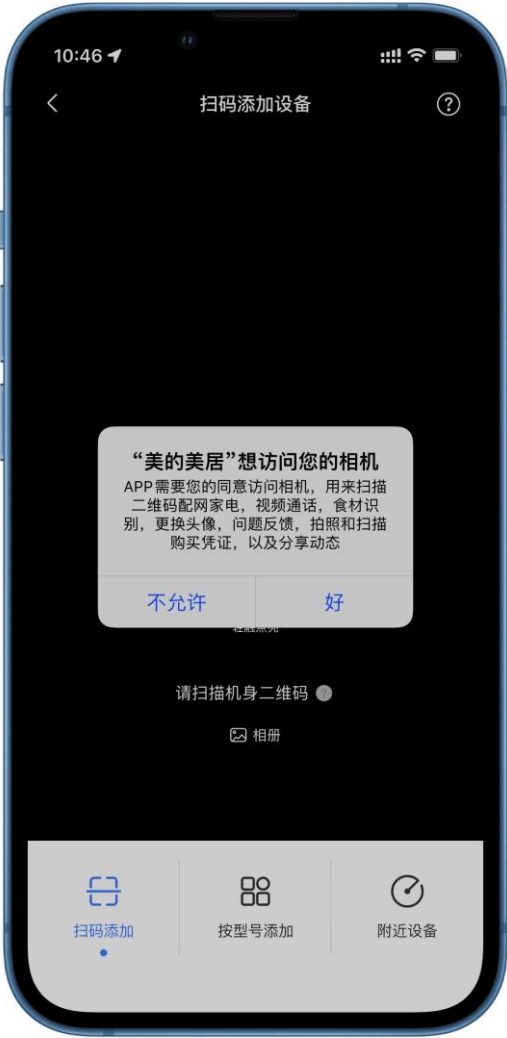 10:46
扫码添加设备
“美的美居”想访问您的相机
APP需要您的同意访问相机，用来扫描
二维码配网家电，视频通话，食材识
别，更换头像，问题反馈，拍照和扫描
购买凭证，以及分享动态
不允许 好
轻触点亮
请扫描机身二维码
相册
扫码添加 按型号添加 附近设备